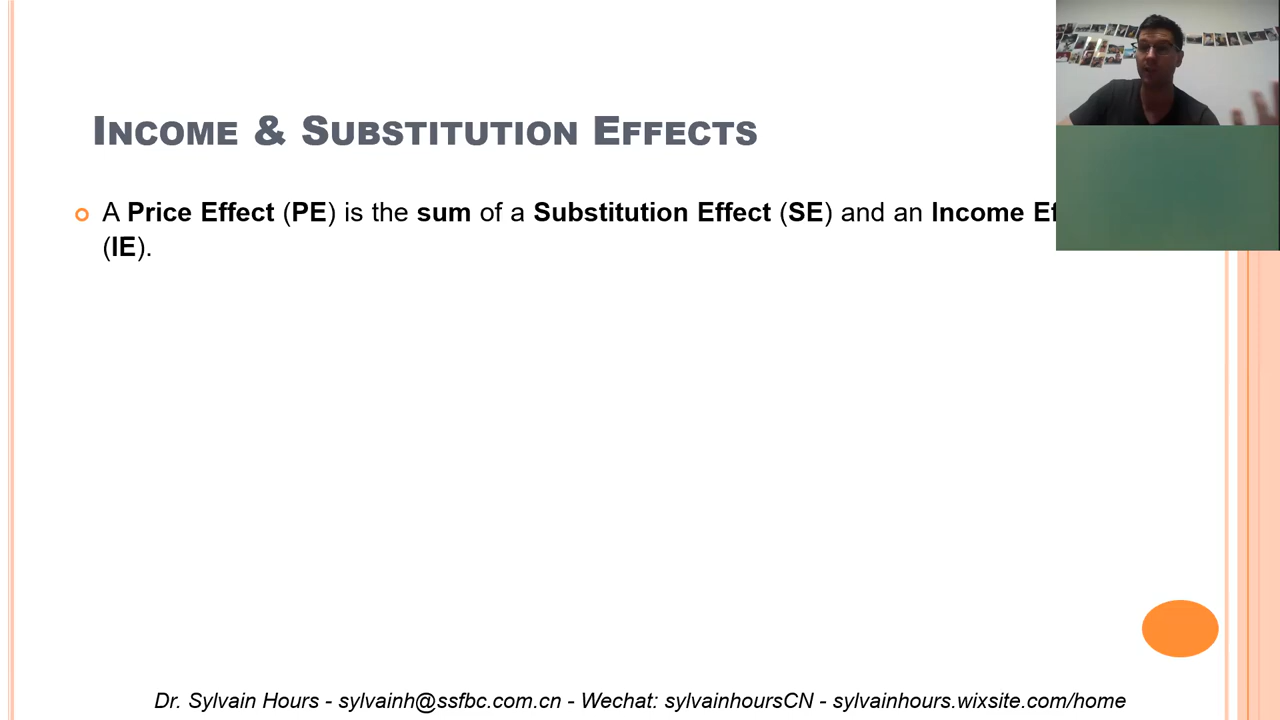 INCOME & SUBSTITUTION EFFECTS
A Price Effect (PE) is the sum of a Substitution Effect (SE) and an Income
(IE).
Dr. Sylvain Hours - sylvainh@ssfbc.com.cn - Wechat: sylvainhoursCN - sylvainhours.wixsite.com/home